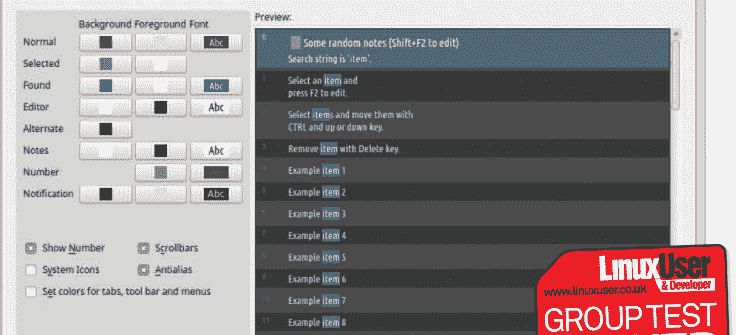 Background Foreground Font
Normal Abc
Selected
Found Abc
Editor Abc
Alternate
Notes Abc
Number
Notification Abc
Show Number Scrollbars
System Icons Antialias
Set colors for tabs, tool bar and menus
Preview:
0
Some random notes (Shift+F2 to edit)
Search string is 'item'.
Select an item and
press F2 to edit.
Select items and move them with
CTRL and up or down key.
Remove item with Delete key.
Example item 1
Example item 2
Example item 3
Example item 4
Example item 5
Example item 6
Example item 7
Example item 8
LinuxUser
& Developer
www.linuxuser.co.uk
GROUP TEST